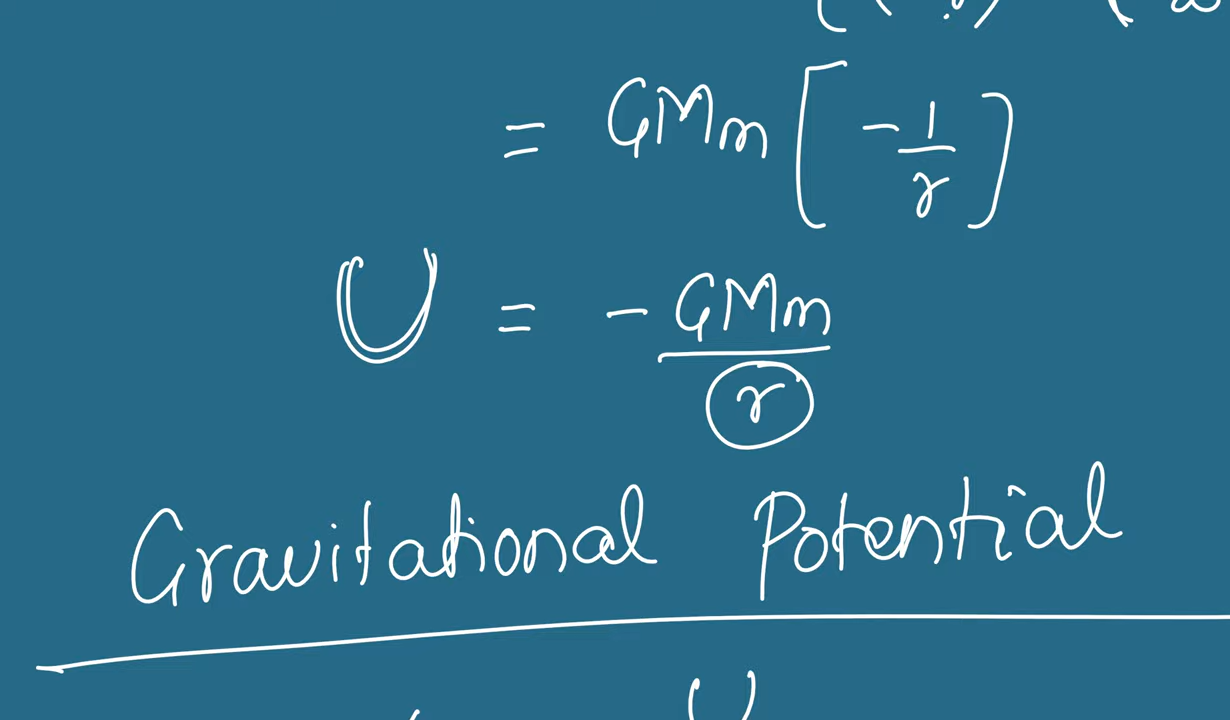 = GMm [ - 1/r ]
U = - GMm/r
Gravitational Potential
U